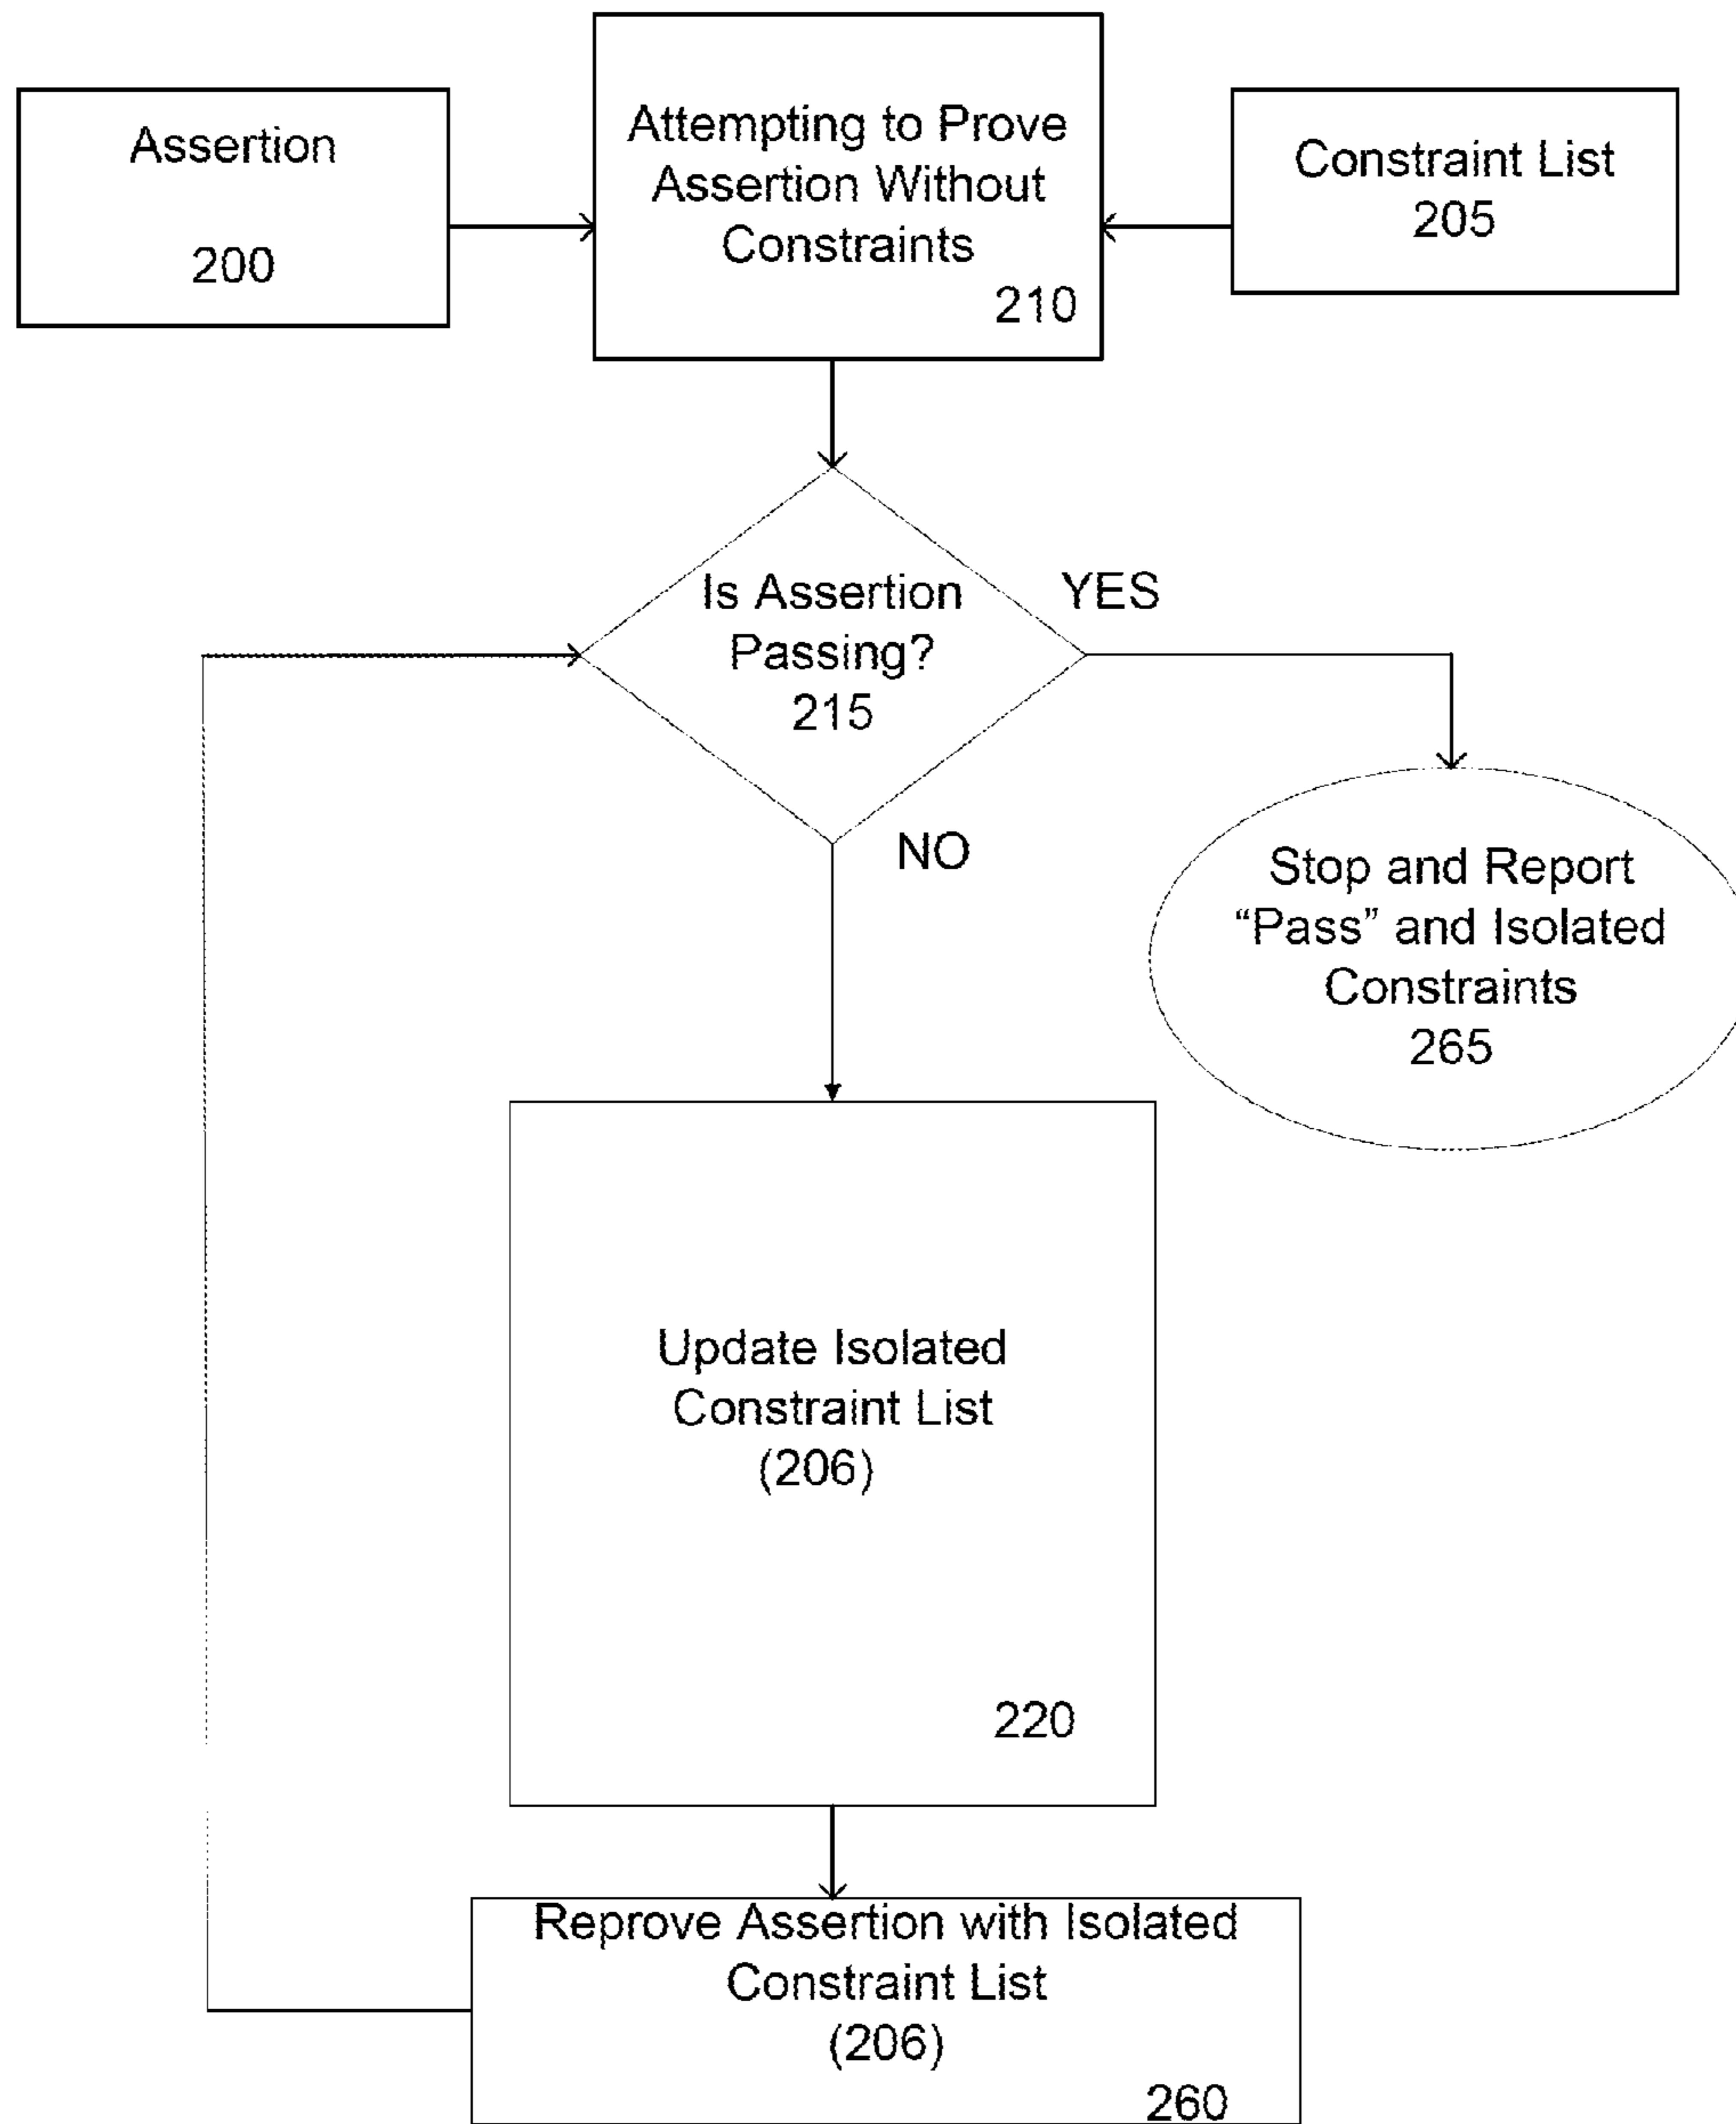 Assertion
200
Attempting to Prove
Assertion Without
Constraints
210
Constraint List
205
Is Assertion
Passing?
215
YES
NO
Stop and Report
“Pass” and Isolated
Constraints
265
Update Isolated
Constraint List
(206)
220
Reprove Assertion with Isolated
Constraint List
(206)
260